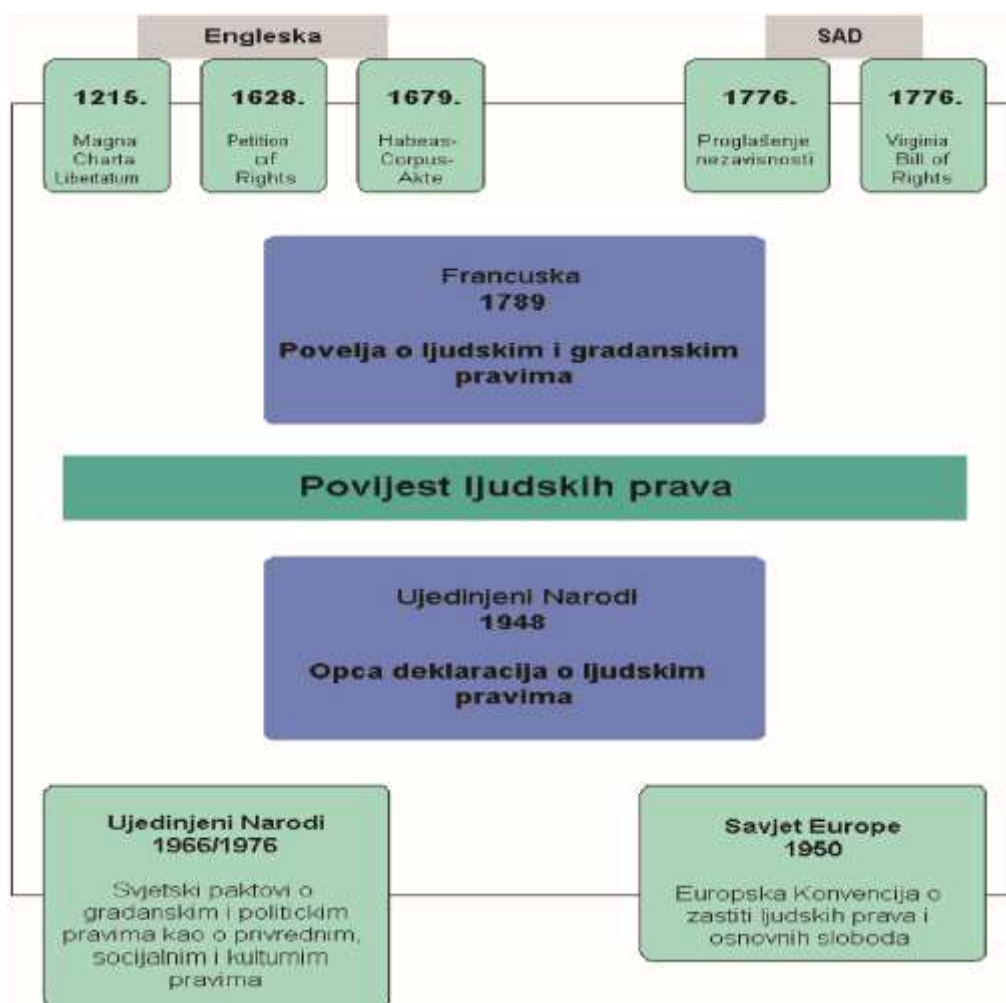 Engleska
SAD
1215.
Magna
Charta
Libertatum
1628.
Petition
of
Rights
1679.
Habeas-
Corpus-
Akte
1776.
Proglašenje
nezavisnosti
1776.
Virginia
Bill of
Rights
Francuska
1789
Povelja o ljudskim i gradanskim
pravima
Povijest ljudskih prava
Ujedinjeni Narodi
1948
Opca deklaracija o ljudskim
pravima
Ujedinjeni Narodi
1966/1976
Svjetski paktovi o
gradanskim i politickim
pravima kao o privrednim,
socijalnim i kulturnim
pravima
Savjet Europe
1950
Europska Konvencija o
zastiti ljudskih prava i
osnovnih sloboda